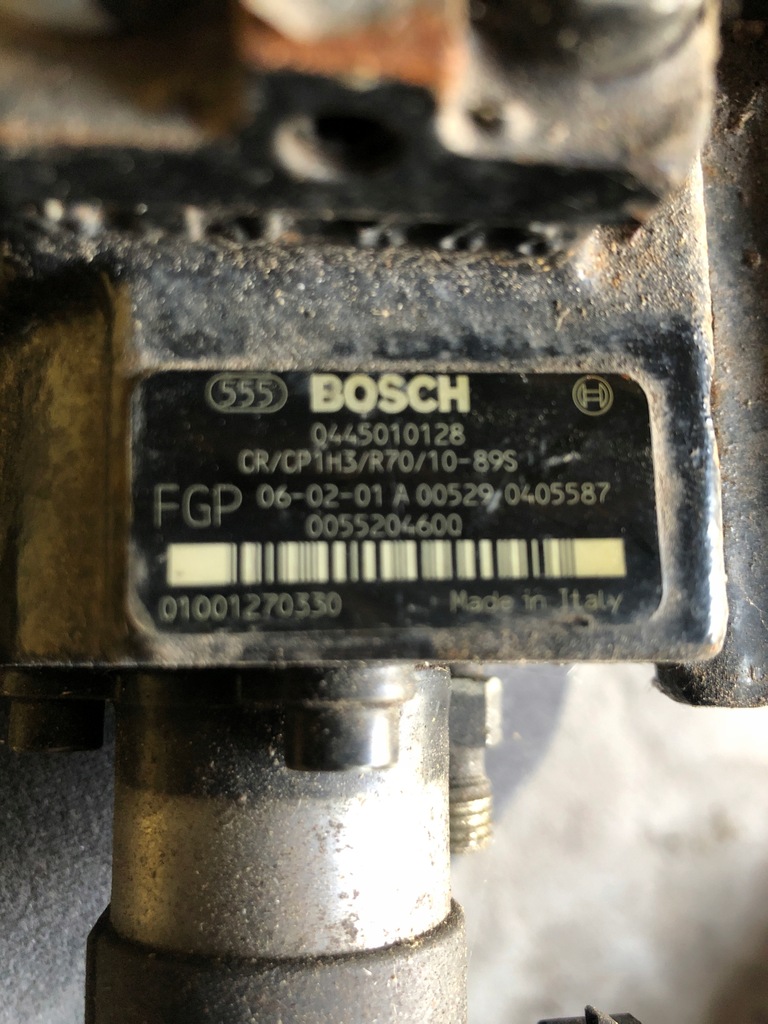 555 BOSCH
0445010128
CR/CP1H3/R70/10-89S
FGP 06-02-01 A 00529 0405587
0055204600
01001270330 Made in Italy